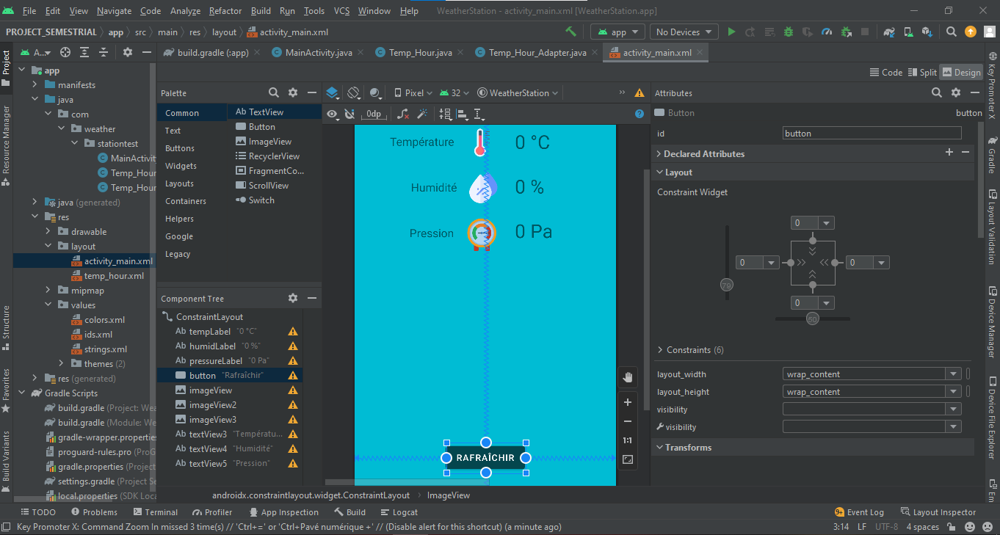 File Edit View Navigate Code Analyze Refactor Build Run Tools VCS Window Help WeatherStation - activity_main.xml [WeatherStation.app]
PROJECT_SEMESTRIAL app src main res layout activity_main.xml app No Devices
A... build.gradle (:app) MainActivity.java Temp_Hour.java Temp_Hour_Adapter.java activity_main.xml
Code Split Design
Project
Resource Manager
Structure
Favorites
Build Variants
app
manifests
java
com
weather
stationtest
MainActivit
Temp_Hour
Temp_Hour
java (generated)
res
drawable
layout
activity_main.xml
temp_hour.xml
mipmap
values
colors.xml
ids.xml
strings.xml
themes (2)
res (generated)
Gradle Scripts
build.gradle (Project: Wea
build.gradle (Module: We
gradle-wrapper.properties
proguard-rules.pro (ProG
gradle.properties (Project
settings.gradle (Project Se
local.properties (SDK Loca
Palette
Common
Text
Buttons
Widgets
Layouts
Containers
Helpers
Google
Legacy
Ab TextView
Button
ImageView
RecyclerView
FragmentCo...
ScrollView
Switch
Component Tree
ConstraintLayout
Ab tempLabel "0 °C"
Ab humidLabel "0 %"
Ab pressureLabel "0 Pa"
button "Rafraîchir"
imageView
imageView2
imageView3
Ab textView3 "Températu...
Ab textView4 "Humidité"
Ab textView5 "Pression"
Pixel 32 WeatherStation
0dp
Température 0 °C
Humidité 0 %
Pression 0 Pa
RAFRAÎCHIR
1:1
Attributes
Button button
id button
Declared Attributes
Layout
Constraint Widget
0
0 0
79
0
50
Constraints (6)
layout_width wrap_content
layout_height wrap_content
visibility
visibility
Transforms
Key Promoter X
Gradle
Layout Validation
Device Manager
Device File Explorer
Em
androidx.constraintlayout.widget.ConstraintLayout ImageView
TODO Problems Terminal Profiler App Inspection Build Logcat 9+ Event Log Layout Inspector
Key Promoter X: Command Zoom In missed 3 time(s) // 'Ctrl+=' or 'Ctrl+Pavé numérique +' // (Disable alert for this shortcut) (a minute ago) 3:14 LF UTF-8 4 spaces